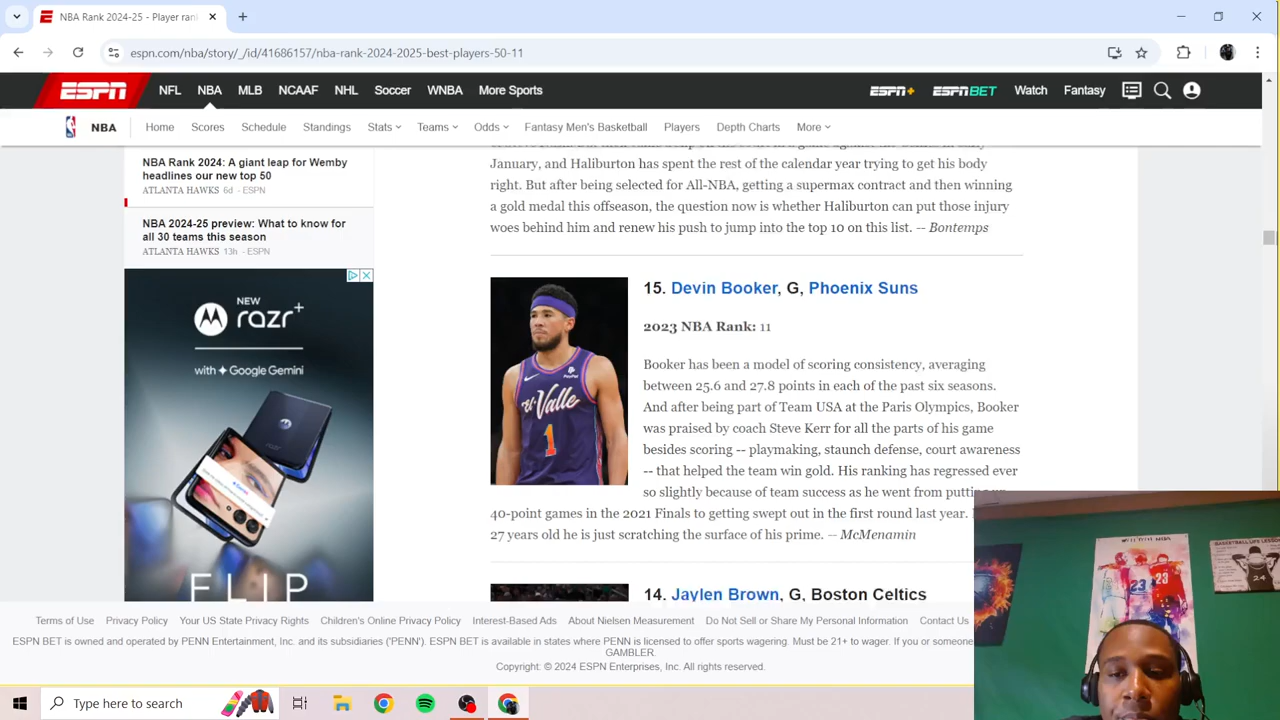 NBA Rank 2024-25 - Player ran
espn.com/nba/story/_/id/41686157/nba-rank-2024-2025-best-players-50-11
ESPN NFL NBA MLB NCAAF NHL Soccer WNBA More Sports ESPN+ ESPN BET Watch Fantasy
NBA Home Scores Schedule Standings Stats Teams Odds Fantasy Men's Basketball Players Depth Charts More
NBA Rank 2024: A giant leap for Wemby
headlines our new top 50
ATLANTA HAWKS 6d - ESPN
NBA 2024-25 preview: What to know for
all 30 teams this season
ATLANTA HAWKS 13h - ESPN
NEW
razr+
with Google Gemini
FLIP
January, and Haliburton has spent the rest of the calendar year trying to get his body
right. But after being selected for All-NBA, getting a supermax contract and then winning
a gold medal this offseason, the question now is whether Haliburton can put those injury
woes behind him and renew his push to jump into the top 10 on this list. -- Bontemps
15. Devin Booker, G, Phoenix Suns
2023 NBA Rank: 11
Booker has been a model of scoring consistency, averaging
between 25.6 and 27.8 points in each of the past six seasons.
And after being part of Team USA at the Paris Olympics, Booker
was praised by coach Steve Kerr for all the parts of his game
besides scoring -- playmaking, staunch defense, court awareness
-- that helped the team win gold. His ranking has regressed ever
so slightly because of team success as he went from putting up
40-point games in the 2021 Finals to getting swept out in the first round last year.
27 years old he is just scratching the surface of his prime. -- McMenamin
El Valle
1
PayPal
14. Jaylen Brown, G, Boston Celtics
Terms of Use Privacy Policy Your US State Privacy Rights Children's Online Privacy Policy Interest-Based Ads About Nielsen Measurement Do Not Sell or Share My Personal Information Contact Us
ESPN BET is owned and operated by PENN Entertainment, Inc. and its subsidiaries ('PENN'). ESPN BET is available in states where PENN is licensed to offer sports wagering. Must be 21+ to wager. If you or someone
GAMBLER.
Copyright: © 2024 ESPN Enterprises, Inc. All rights reserved.
BASKETBALL LIFE LESSON
23
23
24
Type here to search